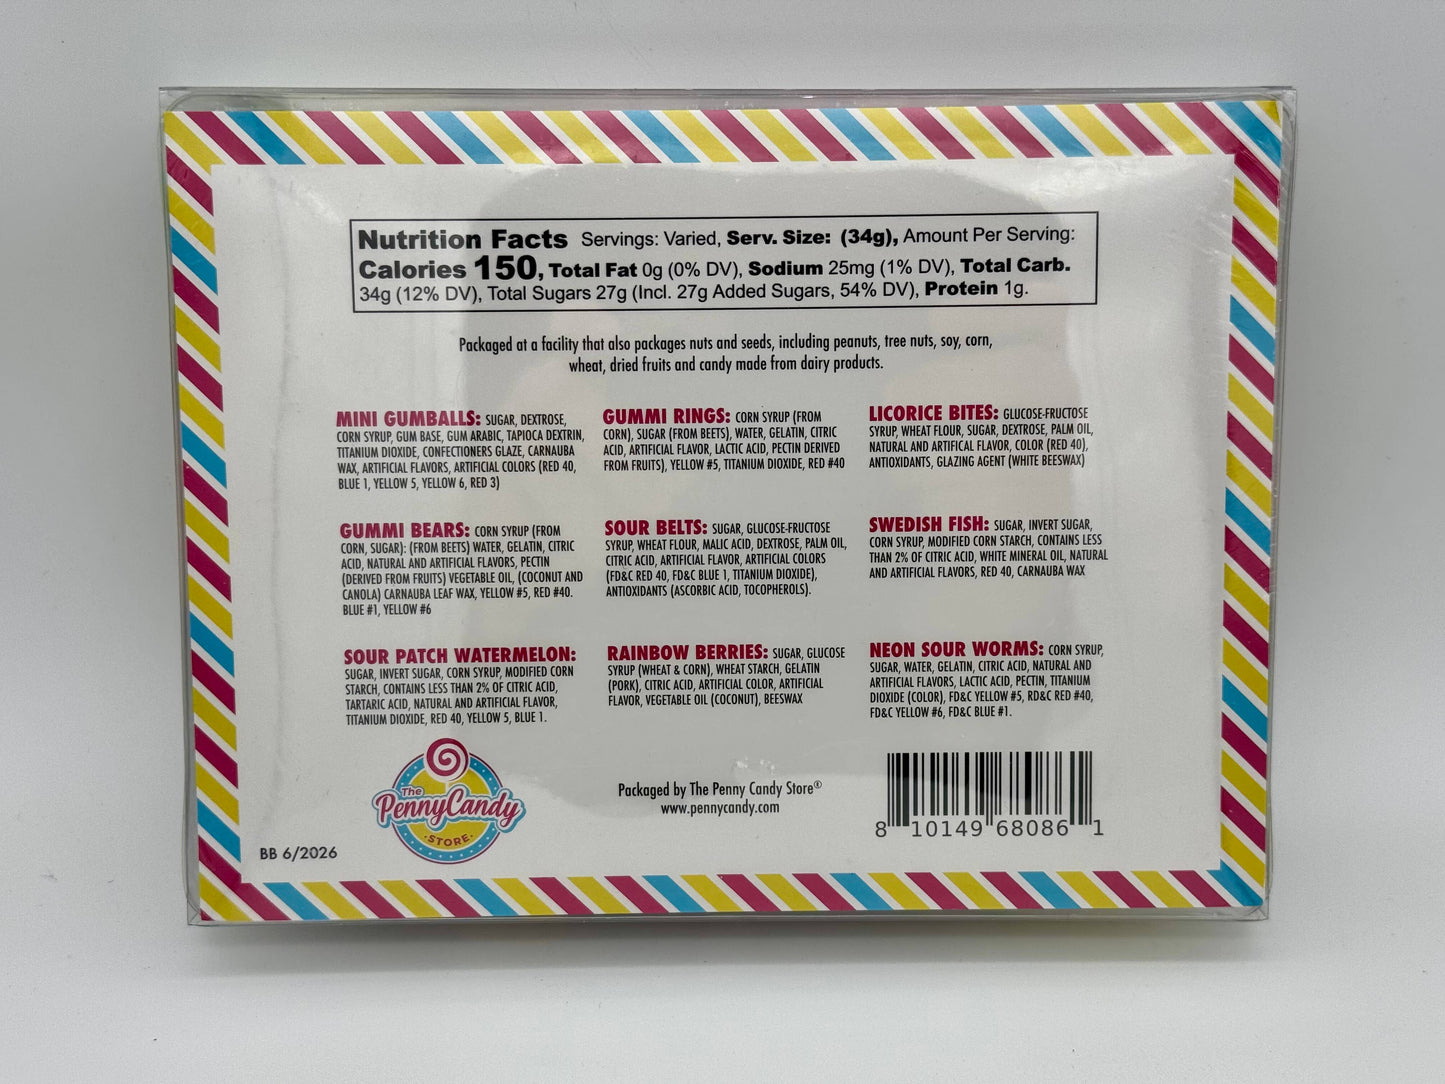 Nutrition Facts Servings: Varied, Serv. Size: (34g), Amount Per Serving:
Calories 150, Total Fat 0g (0% DV), Sodium 25mg (1% DV), Total Carb.
34g (12% DV), Total Sugars 27g (Incl. 27g Added Sugars, 54% DV), Protein 1g.
Packaged at a facility that also packages nuts and seeds, including peanuts, tree nuts, soy, corn,
wheat, dried fruits and candy made from dairy products.
MINI GUMBALLS: SUGAR, DEXTROSE,
CORN SYRUP, GUM BASE, GUM ARABIC, TAPIOCA DEXTRIN,
TITANIUM DIOXIDE, CONFECTIONERS GLAZE, CARNAUBA
WAX, ARTIFICIAL FLAVORS, ARTIFICIAL COLORS (RED 40,
BLUE 1, YELLOW 5, YELLOW 6, RED 3)
GUMMI RINGS: CORN SYRUP (FROM
CORN), SUGAR (FROM BEETS), WATER, GELATIN, CITRIC
ACID, ARTIFICIAL FLAVOR, LACTIC ACID, PECTIN DERIVED
FROM FRUITS), YELLOW #5, TITANIUM DIOXIDE, RED #40
LICORICE BITES: GLUCOSE-FRUCTOSE
SYRUP, WHEAT FLOUR, SUGAR, DEXTROSE, PALM OIL,
NATURAL AND ARTIFICAL FLAVOR, COLOR (RED 40),
ANTIOXIDANTS, GLAZING AGENT (WHITE BEESWAX)
GUMMI BEARS: CORN SYRUP (FROM
CORN, SUGAR): (FROM BEETS) WATER, GELATIN, CITRIC
ACID, NATURAL AND ARTIFICIAL FLAVORS, PECTIN
(DERIVED FROM FRUITS) VEGETABLE OIL, (COCONUT AND
CANOLA) CARNAUBA LEAF WAX, YELLOW #5, RED #40.
BLUE #1, YELLOW #6
SOUR BELTS: SUGAR, GLUCOSE-FRUCTOSE
SYRUP, WHEAT FLOUR, MALIC ACID, DEXTROSE, PALM OIL,
CITRIC ACID, ARTIFICIAL FLAVOR, ARTIFICIAL COLORS
(FD&C RED 40, FD&C BLUE 1, TITANIUM DIOXIDE),
ANTIOXIDANTS (ASCORBIC ACID, TOCOPHEROLS).
SWEDISH FISH: SUGAR, INVERT SUGAR,
CORN SYRUP, MODIFIED CORN STARCH, CONTAINS LESS
THAN 2% OF CITRIC ACID, WHITE MINERAL OIL, NATURAL
AND ARTIFICIAL FLAVORS, RED 40, CARNAUBA WAX
SOUR PATCH WATERMELON:
SUGAR, INVERT SUGAR, CORN SYRUP, MODIFIED CORN
STARCH, CONTAINS LESS THAN 2% OF CITRIC ACID,
TARTARIC ACID, NATURAL AND ARTIFICIAL FLAVOR,
TITANIUM DIOXIDE, RED 40, YELLOW 5, BLUE 1.
RAINBOW BERRIES: SUGAR, GLUCOSE
SYRUP (WHEAT & CORN), WHEAT STARCH, GELATIN
(PORK), CITRIC ACID, ARTIFICIAL COLOR, ARTIFICIAL
FLAVOR, VEGETABLE OIL (COCONUT), BEESWAX
NEON SOUR WORMS: CORN SYRUP,
SUGAR, WATER, GELATIN, CITRIC ACID, NATURAL AND
ARTIFICIAL FLAVORS, LACTIC ACID, PECTIN, TITANIUM
DIOXIDE (COLOR), FD&C YELLOW #5, RD&C RED #40,
FD&C YELLOW #6, FD&C BLUE #1.
The
PennyCandy
STORE
BB 6/2026
Packaged by The Penny Candy Store®
www.pennycandy.com
8 10149 68086 1